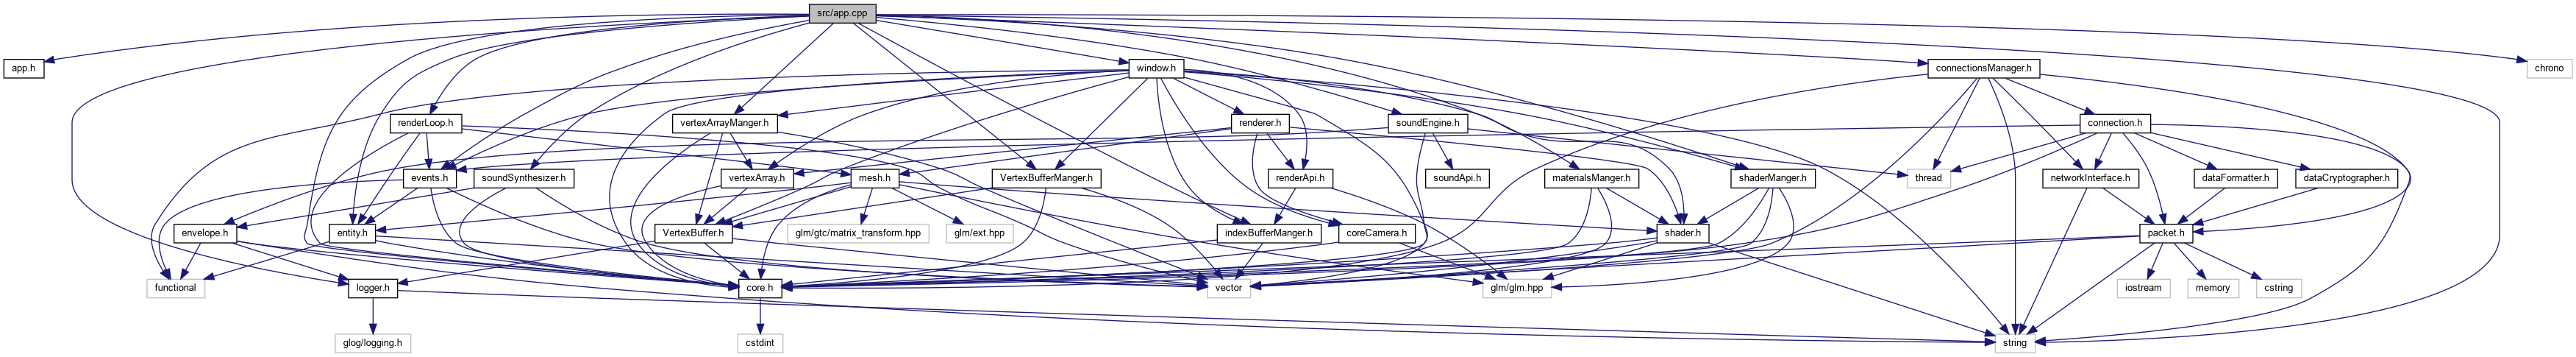 src/app.cpp
app.h
window.h
connectionsManager.h
chrono
renderLoop.h
vertexArrayManger.h
renderer.h
soundEngine.h
connection.h
events.h
soundSynthesizer.h
vertexArray.h
mesh.h
VertexBufferManger.h
renderApi.h
soundApi.h
materialsManger.h
shaderManger.h
thread
networkInterface.h
dataFormatter.h
dataCryptographer.h
envelope.h
entity.h
VertexBuffer.h
glm/gtc/matrix_transform.hpp
glm/ext.hpp
indexBufferManger.h
coreCamera.h
shader.h
packet.h
functional
logger.h
core.h
vector
glm/glm.hpp
iostream
memory
cstring
glog/logging.h
cstdint
string